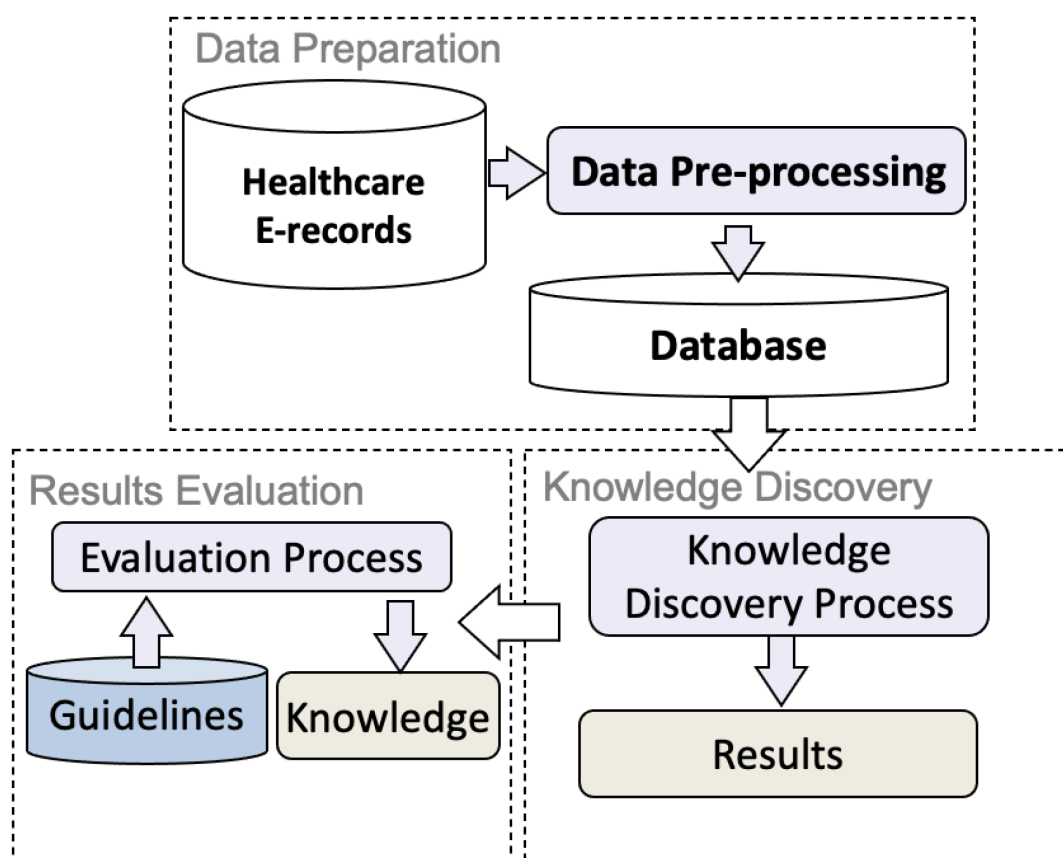 Data Preparation
Healthcare
E-records
Data Pre-processing
Database
Results Evaluation
Evaluation Process
Guidelines
Knowledge
Knowledge Discovery
Knowledge
Discovery Process
Results